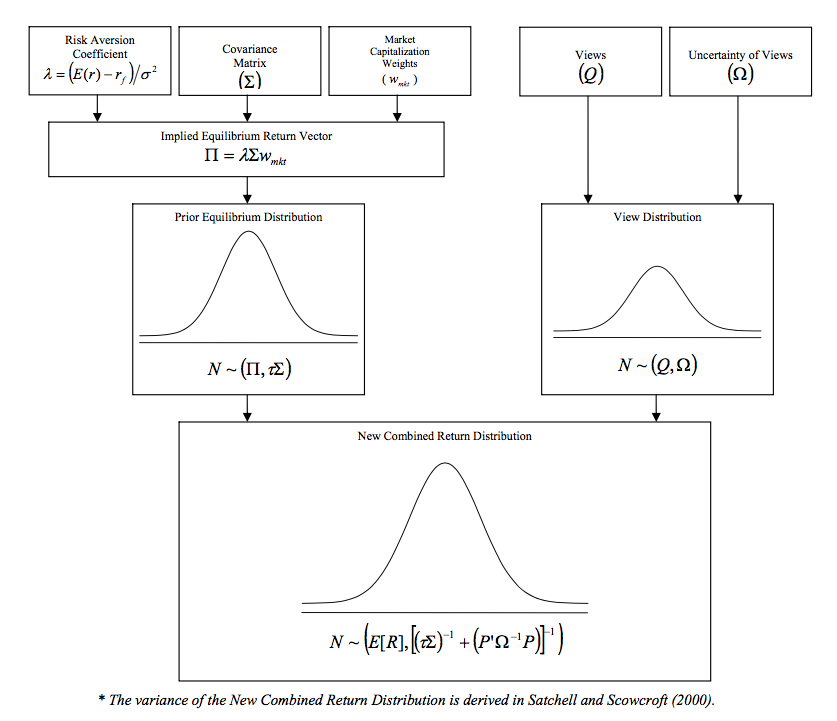 Risk Aversion
Coefficient
λ = (E(r) − r_f)/σ²
Covariance
Matrix
(Σ)
Market
Capitalization
Weights
(w_mkt)
Views
(Q)
Uncertainty of Views
(Ω)
Implied Equilibrium Return Vector
Π = λΣw_mkt
Prior Equilibrium Distribution
N ~ (Π, τΣ)
View Distribution
N ~ (Q, Ω)
New Combined Return Distribution
N ~ (E[R], [(τΣ)⁻¹ + (P'Ω⁻¹P)]⁻¹)
* The variance of the New Combined Return Distribution is derived in Satchell and Scowcroft (2000).